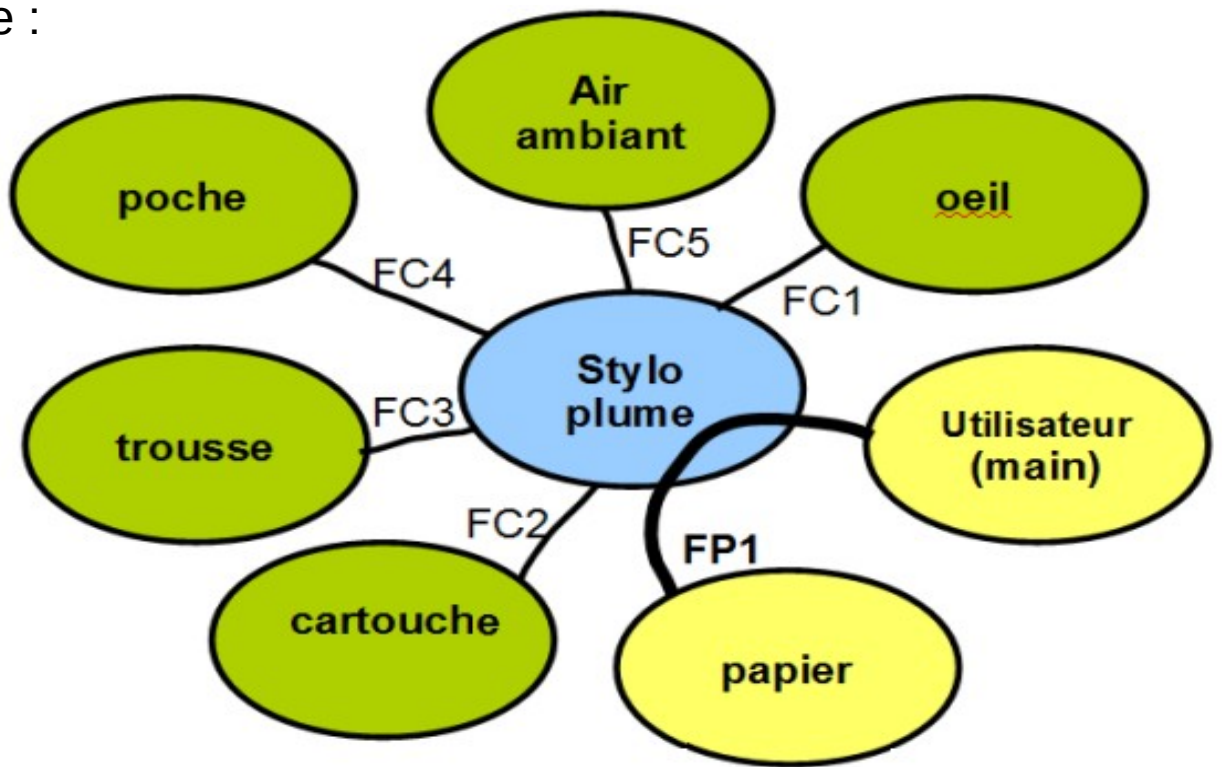 e :
Air
ambiant
poche
oeil
FC5
FC4
FC1
Stylo
plume
Utilisateur
(main)
FC3
trousse
FC2
FP1
cartouche
papier